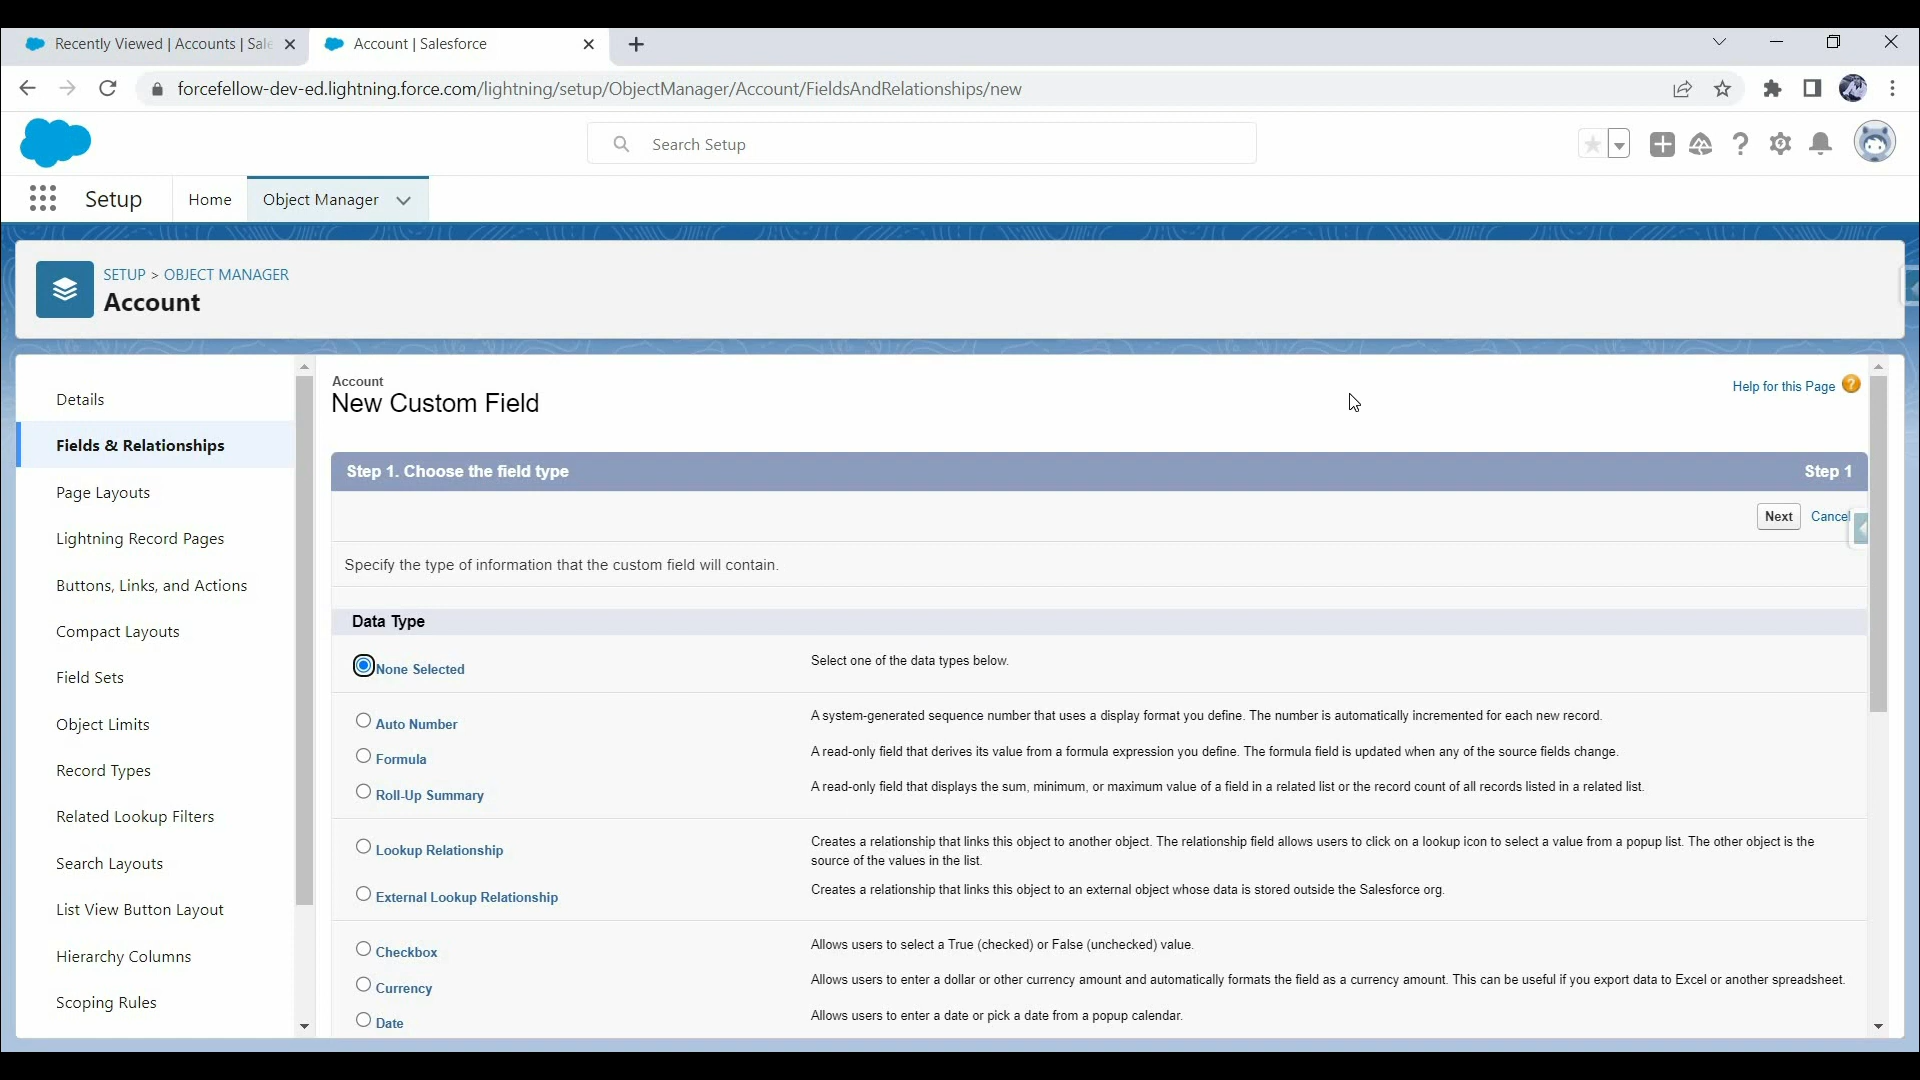 Recently Viewed | Accounts | Sale
Account | Salesforce
forcefellow-dev-ed.lightning.force.com/lightning/setup/ObjectManager/Account/FieldsAndRelationships/new
Search Setup
Setup
Home
Object Manager
SETUP > OBJECT MANAGER
Account
Details
Fields & Relationships
Page Layouts
Lightning Record Pages
Buttons, Links, and Actions
Compact Layouts
Field Sets
Object Limits
Record Types
Related Lookup Filters
Search Layouts
List View Button Layout
Hierarchy Columns
Scoping Rules
Account
New Custom Field
Help for this Page
Step 1. Choose the field type
Step 1
Next
Cancel
Specify the type of information that the custom field will contain.
Data Type
None Selected
Select one of the data types below.
Auto Number
A system-generated sequence number that uses a display format you define. The number is automatically incremented for each new record.
Formula
A read-only field that derives its value from a formula expression you define. The formula field is updated when any of the source fields change.
Roll-Up Summary
A read-only field that displays the sum, minimum, or maximum value of a field in a related list or the record count of all records listed in a related list.
Lookup Relationship
Creates a relationship that links this object to another object. The relationship field allows users to click on a lookup icon to select a value from a popup list. The other object is the
source of the values in the list.
External Lookup Relationship
Creates a relationship that links this object to an external object whose data is stored outside the Salesforce org.
Checkbox
Allows users to select a True (checked) or False (unchecked) value.
Currency
Allows users to enter a dollar or other currency amount and automatically formats the field as a currency amount. This can be useful if you export data to Excel or another spreadsheet.
Date
Allows users to enter a date or pick a date from a popup calendar.